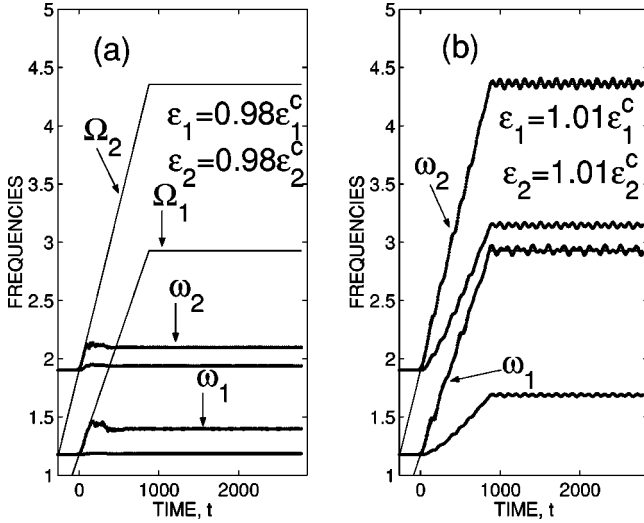 (a)
(b)
5
4.5
4
3.5
3
2.5
2
1.5
1
FREQUENCIES
0
1000
2000
TIME, t
Ω₂
Ω₁
ε₁=0.98ε₁ᶜ
ε₂=0.98ε₂ᶜ
ω₂
ω₁
5
4.5
4
3.5
3
2.5
2
1.5
1
FREQUENCIES
0
1000
2000
TIME, t
ε₁=1.01ε₁ᶜ
ε₂=1.01ε₂ᶜ
ω₂
ω₁